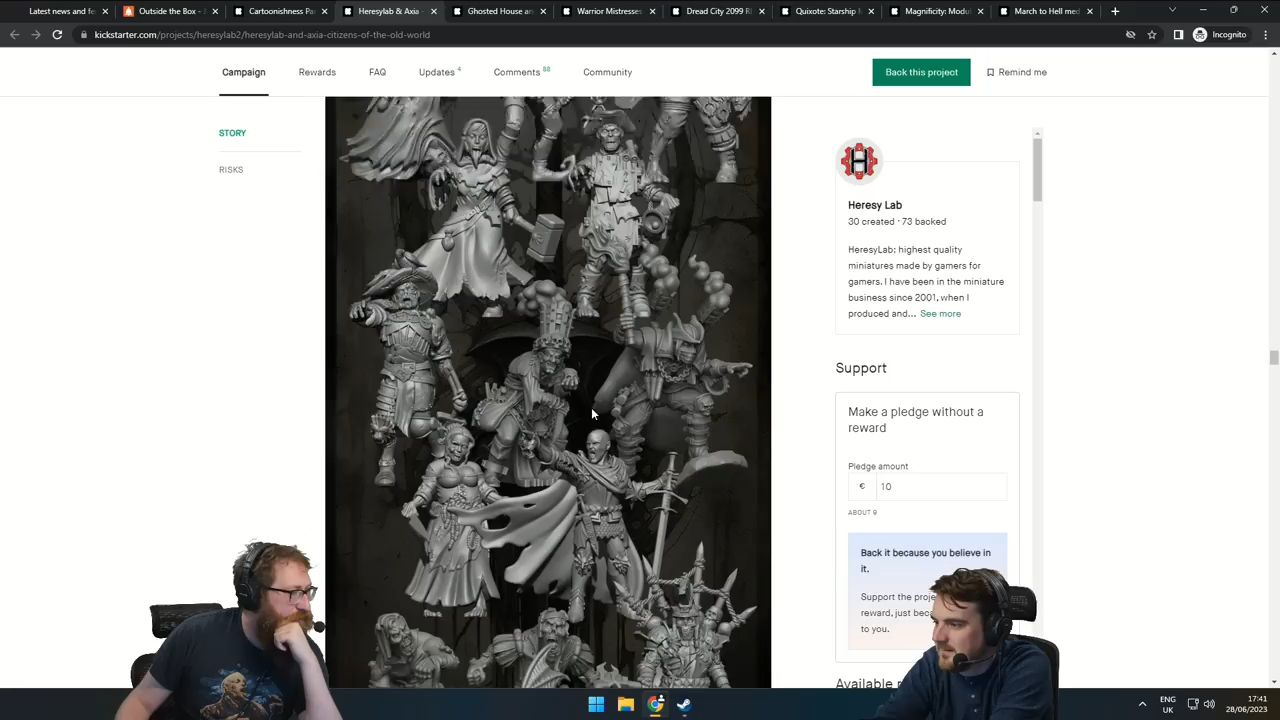 Latest news and fe
Outside the Box -
Cartoonishness Pa
Heresylab & Axia
Ghosted House an
Warrior Mistresses
Dread City 2099 R
Quixote: Starship
Magnificity: Modul
March to Hell med
kickstarter.com/projects/heresylab2/heresylab-and-axia-citizens-of-the-old-world
Incognito
Campaign
Rewards
FAQ
Updates 4
Comments 88
Community
Back this project
Remind me
STORY
RISKS
H
Heresy Lab
30 created · 73 backed
HeresyLab: highest quality
miniatures made by gamers for
gamers. I have been in the miniature
business since 2001, when I
produced and... See more
Support
Make a pledge without a
reward
Pledge amount
€ 10
ABOUT 9
Back it because you believe in
it.
Support the proje
reward, just beca
to you.
Available r
ENG
UK
17:41
28/06/2023